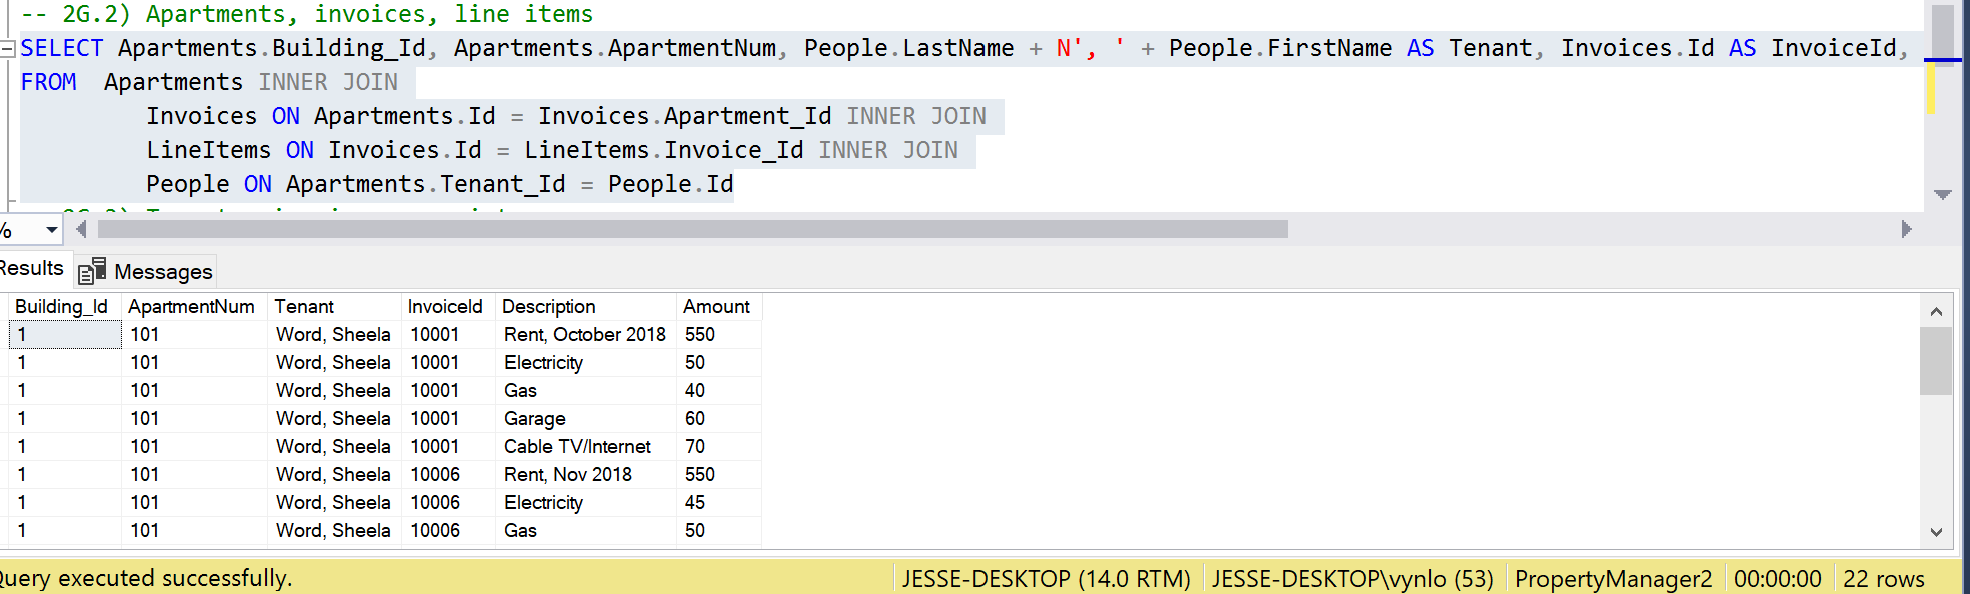 -- 2G.2) Apartments, invoices, line items
SELECT Apartments.Building_Id, Apartments.ApartmentNum, People.LastName + N', ' + People.FirstName AS Tenant, Invoices.Id AS InvoiceId,
FROM  Apartments INNER JOIN
Invoices ON Apartments.Id = Invoices.Apartment_Id INNER JOIN
LineItems ON Invoices.Id = LineItems.Invoice_Id INNER JOIN
People ON Apartments.Tenant_Id = People.Id
%
Results Messages
Building_Id ApartmentNum Tenant InvoiceId Description Amount
1 101 Word, Sheela 10001 Rent, October 2018 550
1 101 Word, Sheela 10001 Electricity 50
1 101 Word, Sheela 10001 Gas 40
1 101 Word, Sheela 10001 Garage 60
1 101 Word, Sheela 10001 Cable TV/Internet 70
1 101 Word, Sheela 10006 Rent, Nov 2018 550
1 101 Word, Sheela 10006 Electricity 45
1 101 Word, Sheela 10006 Gas 50
Query executed successfully. JESSE-DESKTOP (14.0 RTM) JESSE-DESKTOP\vynlo (53) PropertyManager2 00:00:00 22 rows